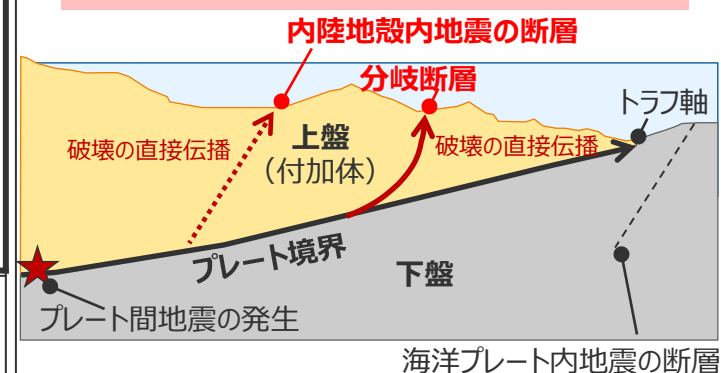 内陸地殻内地震の断層
分岐断層
トラフ軸
破壊の直接伝播
上盤
(付加体)
破壊の直接伝播
プレート境界
下盤
プレート間地震の発生
海洋プレート内地震の断層